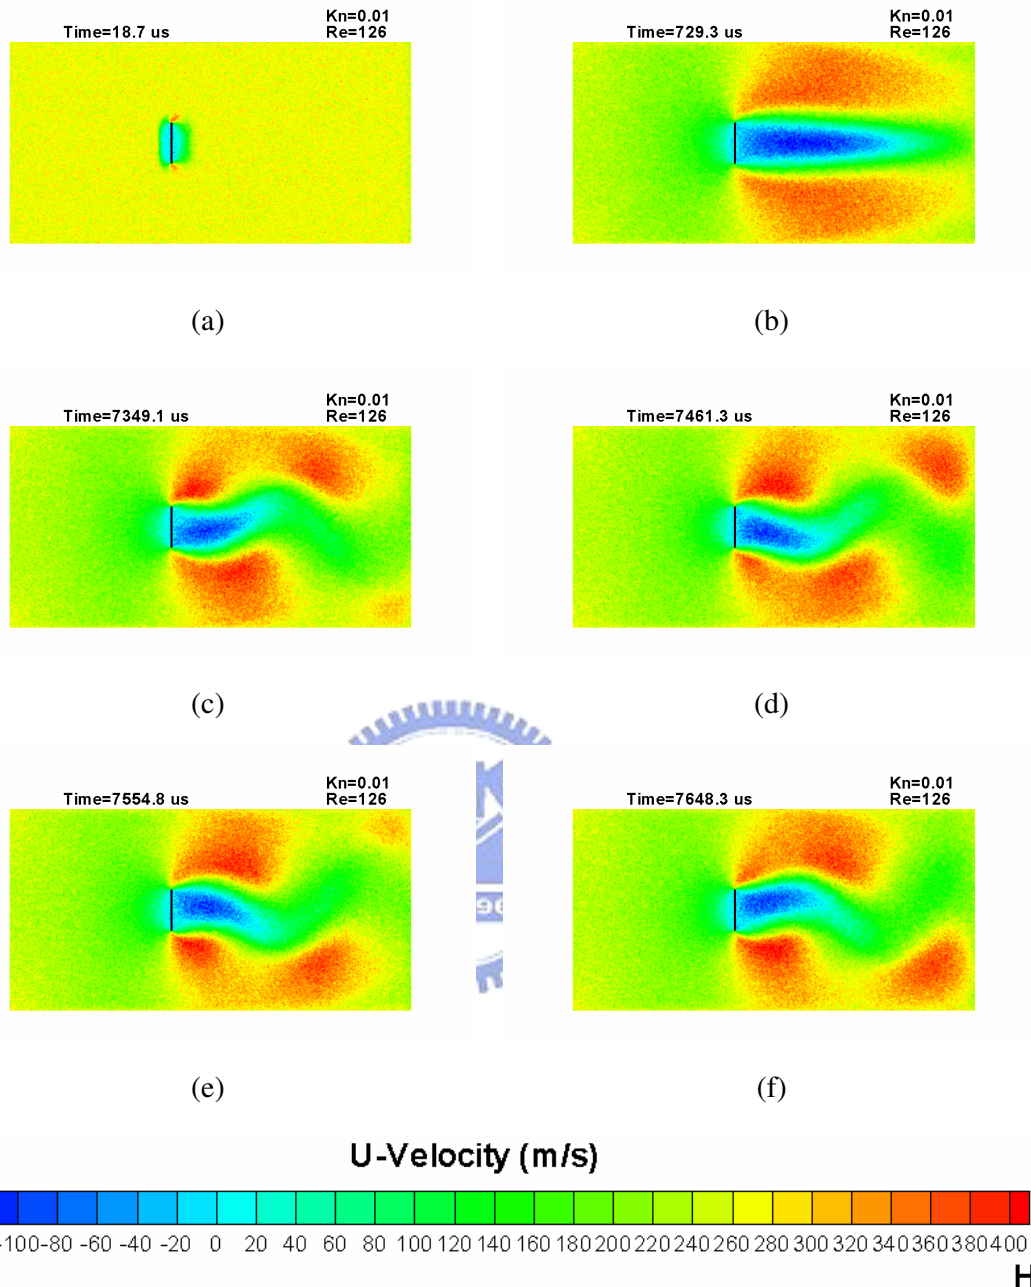 Kn=0.01
Time=18.7 us Re=126
Kn=0.01
Time=729.3 us Re=126
(a) (b)
Kn=0.01
Time=7349.1 us Re=126
Kn=0.01
Time=7461.3 us Re=126
(c) (d)
Kn=0.01
Time=7554.8 us Re=126
Kn=0.01
Time=7648.3 us Re=126
(e) (f)
U-Velocity (m/s)
-100 -80 -60 -40 -20 0 20 40 60 80 100 120 140 160 180 200 220 240 260 280 300 320 340 360 380 400